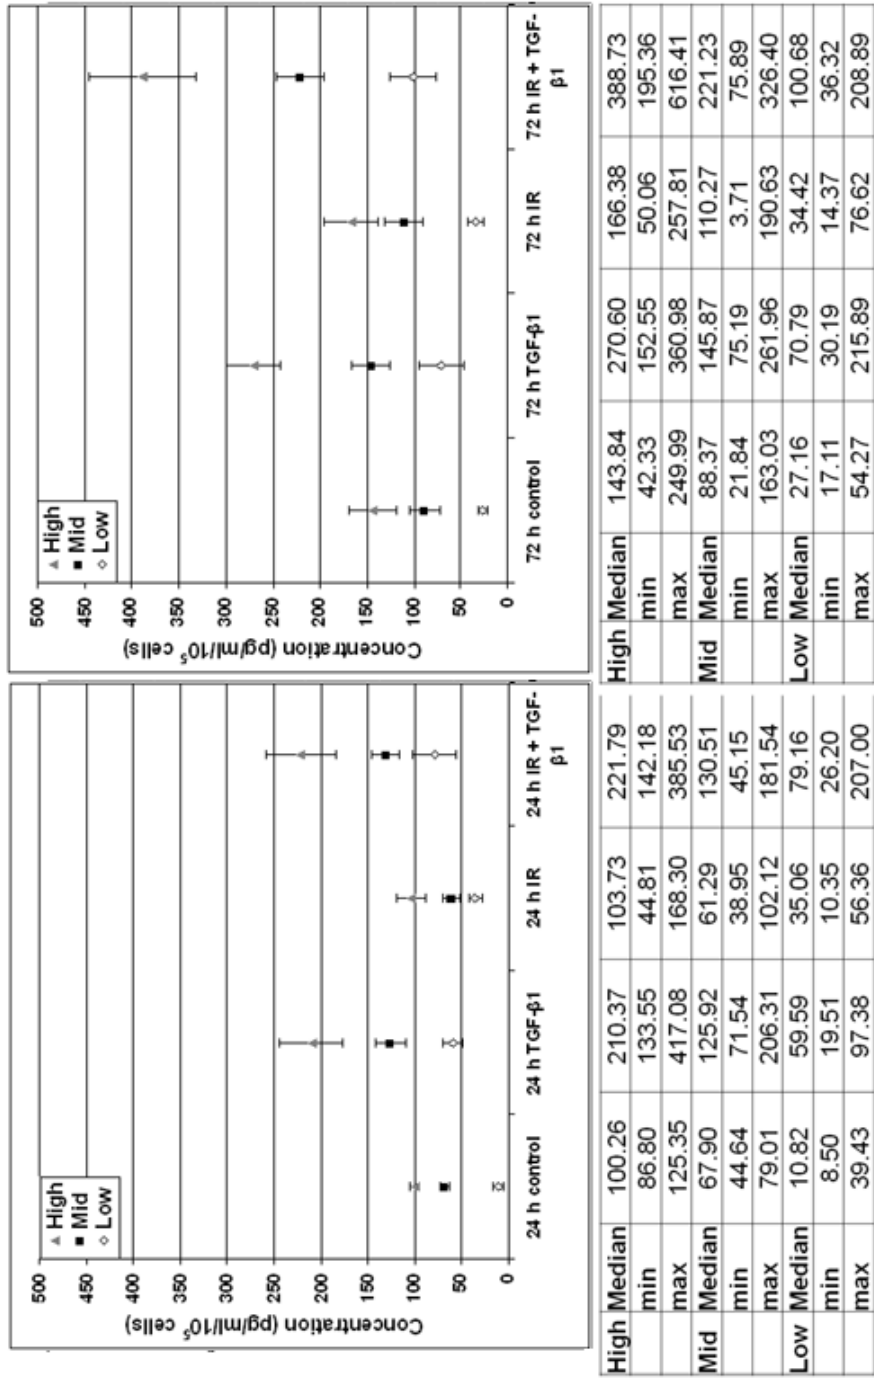 High
Mid
Low
500
450
400
350
300
250
200
150
100
50
0
Concentration (pg/ml/10⁵ cells)
24 h control
24 h TGF-β1
24 h IR
24 h IR + TGF-
β1
High
Mid
Low
500
450
400
350
300
250
200
150
100
50
0
Concentration (pg/ml/10⁵ cells)
72 h control
72 h TGF-β1
72 h IR
72 h IR + TGF-
β1
High Median 100.26 210.37 103.73 221.79
min 86.80 133.55 44.81 142.18
max 125.35 417.08 168.30 385.53
Mid Median 67.90 125.92 61.29 130.51
min 44.64 71.54 38.95 45.15
max 79.01 206.31 102.12 181.54
Low Median 10.82 59.59 35.06 79.16
min 8.50 19.51 10.35 26.20
max 39.43 97.38 56.36 207.00
High Median 143.84 270.60 166.38 388.73
min 42.33 152.55 50.06 195.36
max 249.99 360.98 257.81 616.41
Mid Median 88.37 145.87 110.27 221.23
min 21.84 75.19 3.71 75.89
max 163.03 261.96 190.63 326.40
Low Median 27.16 70.79 34.42 100.68
min 17.11 30.19 14.37 36.32
max 54.27 215.89 76.62 208.89